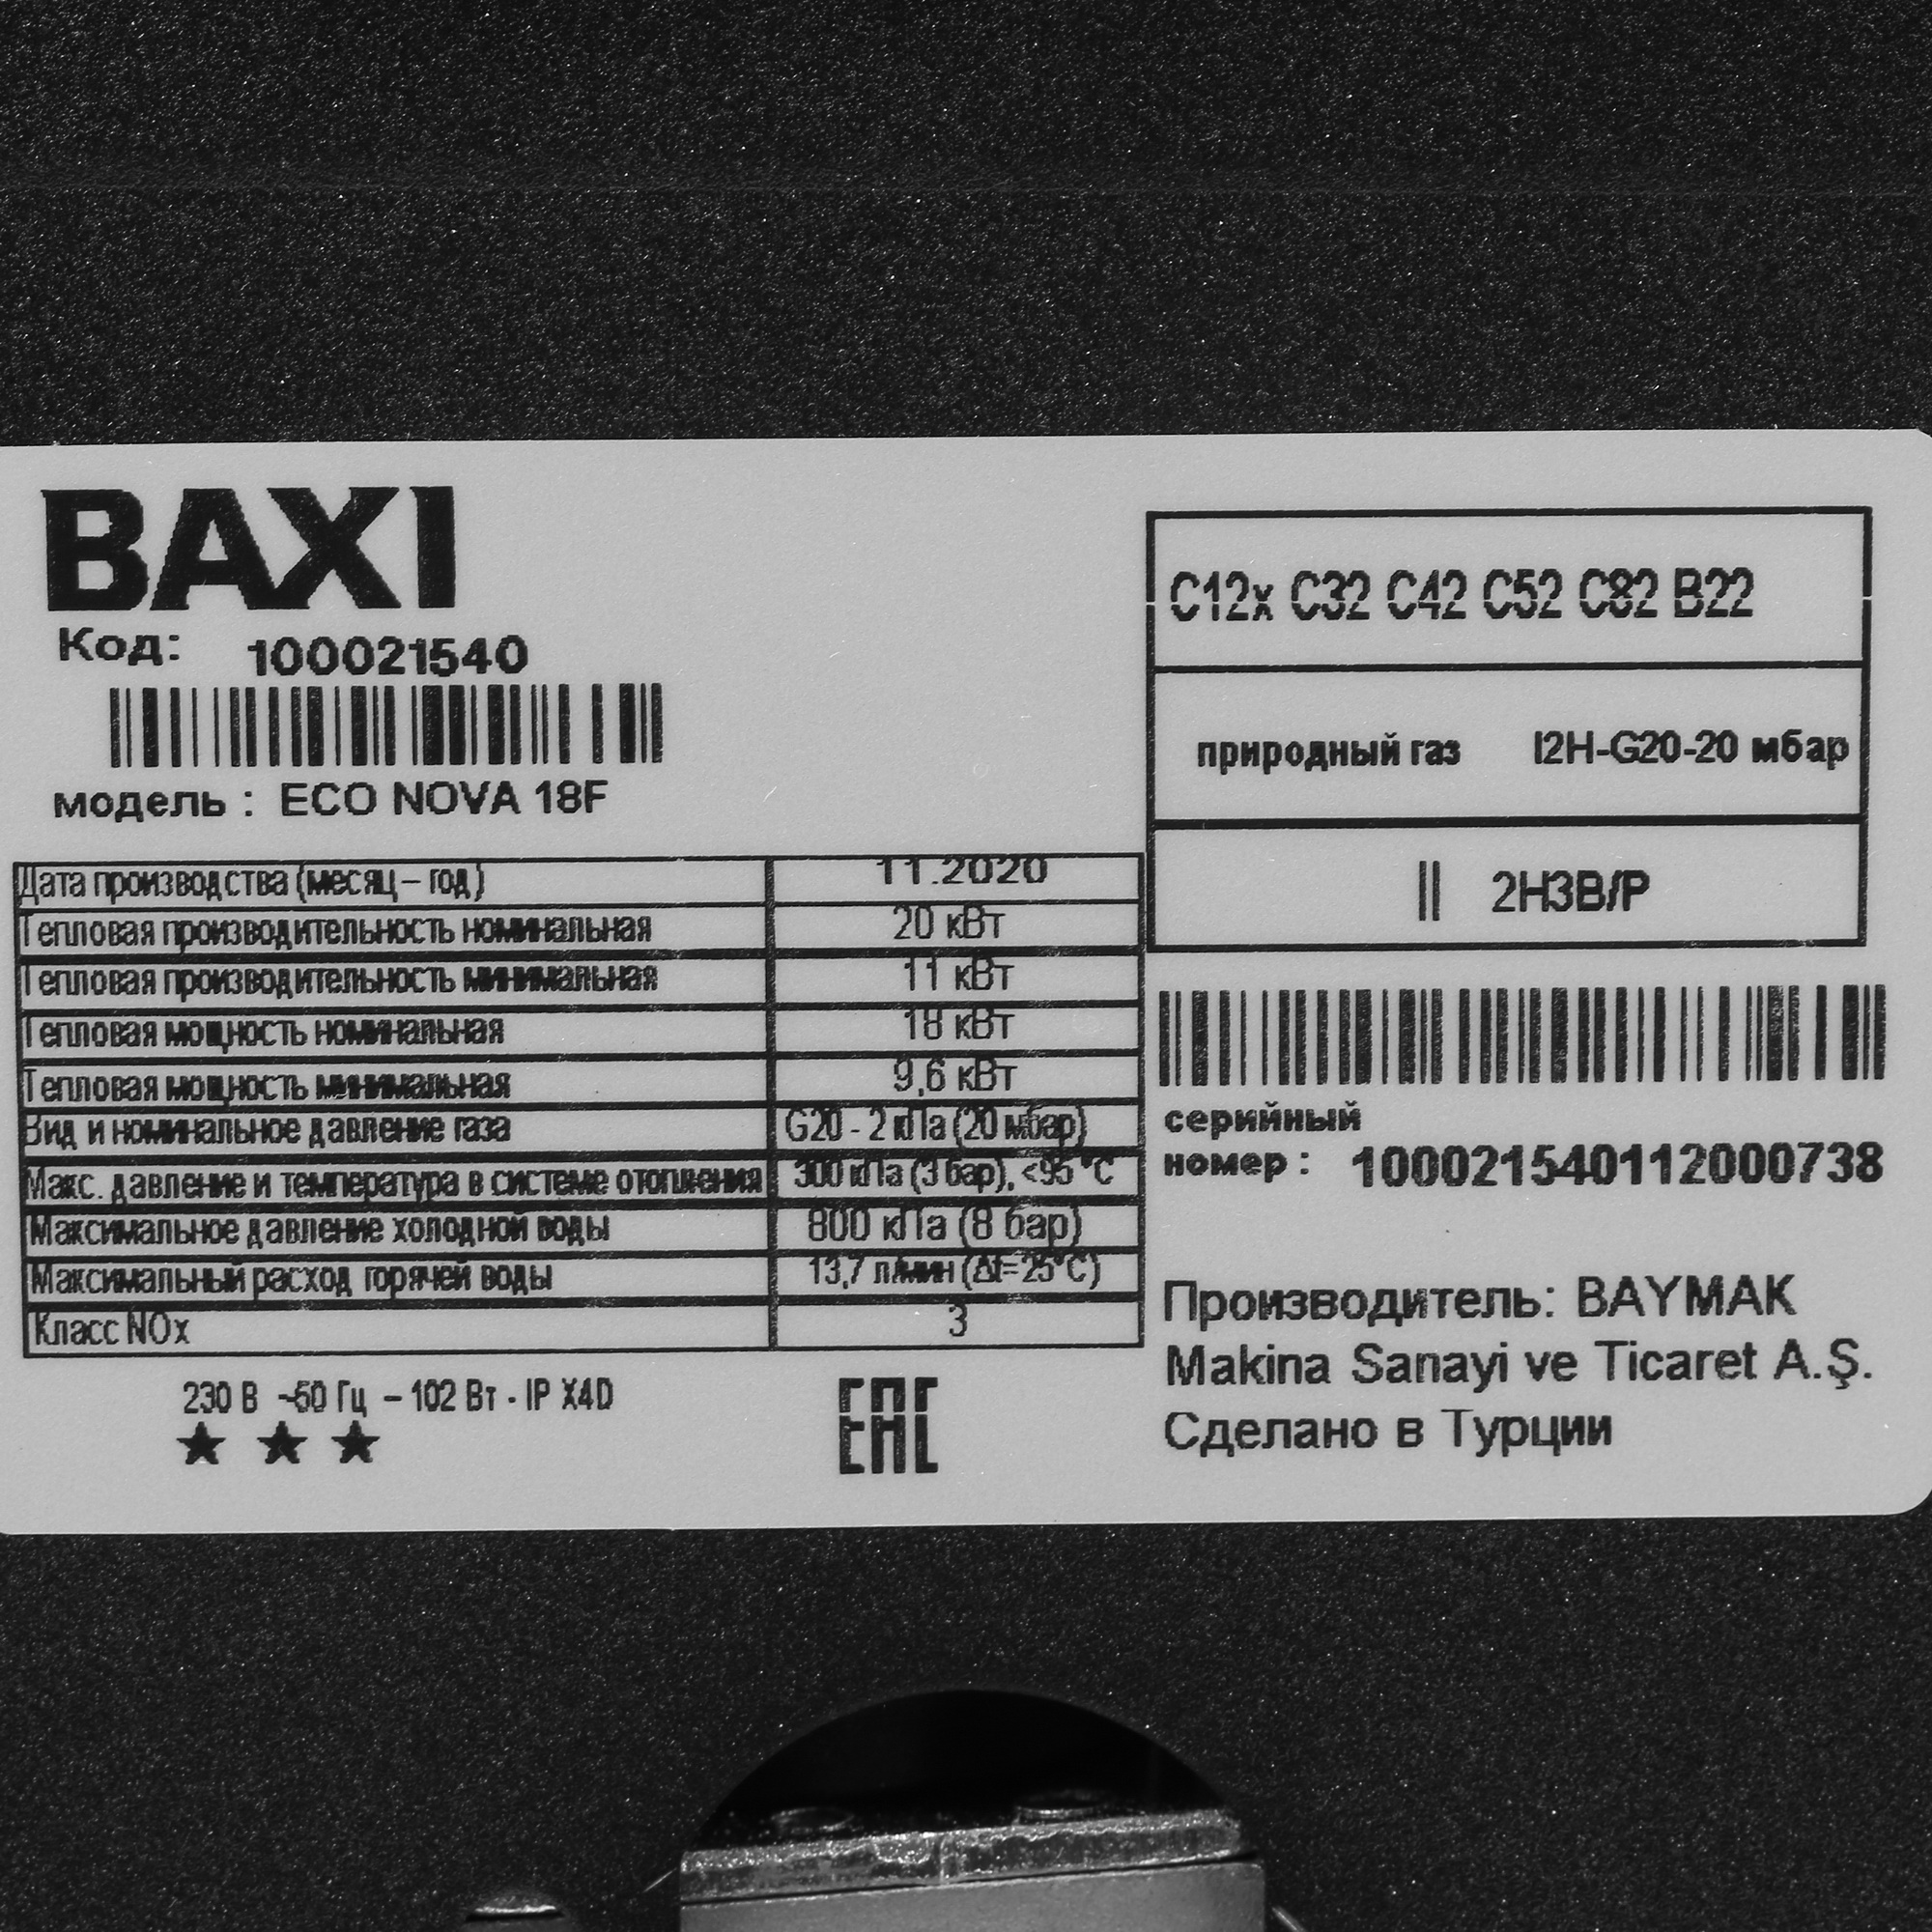 BAXI
Код: 100021540
модель : ECO NOVA 18F
Дата производства (месяц – год) 11.2020
Тепловая производительность номинальная 20 кВт
Тепловая производительность минимальная 11 кВт
Тепловая мощность номинальная 18 кВт
Тепловая мощность минимальная 9,6 кВт
Вид и номинальное давление газа G20 - 2 кПа (20 мбар)
Макс. давление и температура в системе отопления 300 кПа (3 бар), <95 °C
Максимальное давление холодной воды 800 кПа (8 бар)
Максимальный расход горячей воды 13,7 л/мин (Δt=25°C)
Класс NOx 3
230 В ~50 Гц – 102 Вт - IP X4D
★ ★ ★
EAC
C12x C32 C42 C52 C82 B22
природный газ I2H-G20-20 мбар
II 2H3B/P
серийный
номер : 100021540112000738
Производитель: BAYMAK
Makina Sanayi ve Ticaret A.Ş.
Сделано в Турции